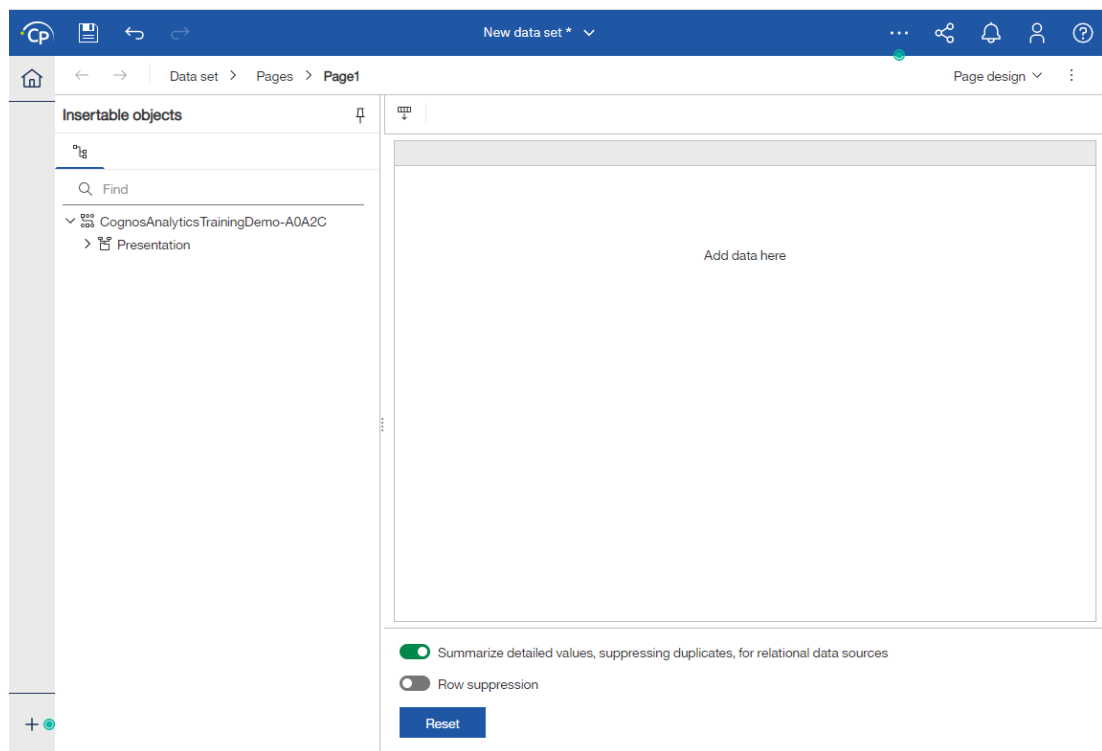 CP
New data set *
Data set > Pages > Page1
Page design
Insertable objects
Find
CognosAnalyticsTrainingDemo-A0A2C
Presentation
Add data here
Summarize detailed values, suppressing duplicates, for relational data sources
Row suppression
Reset